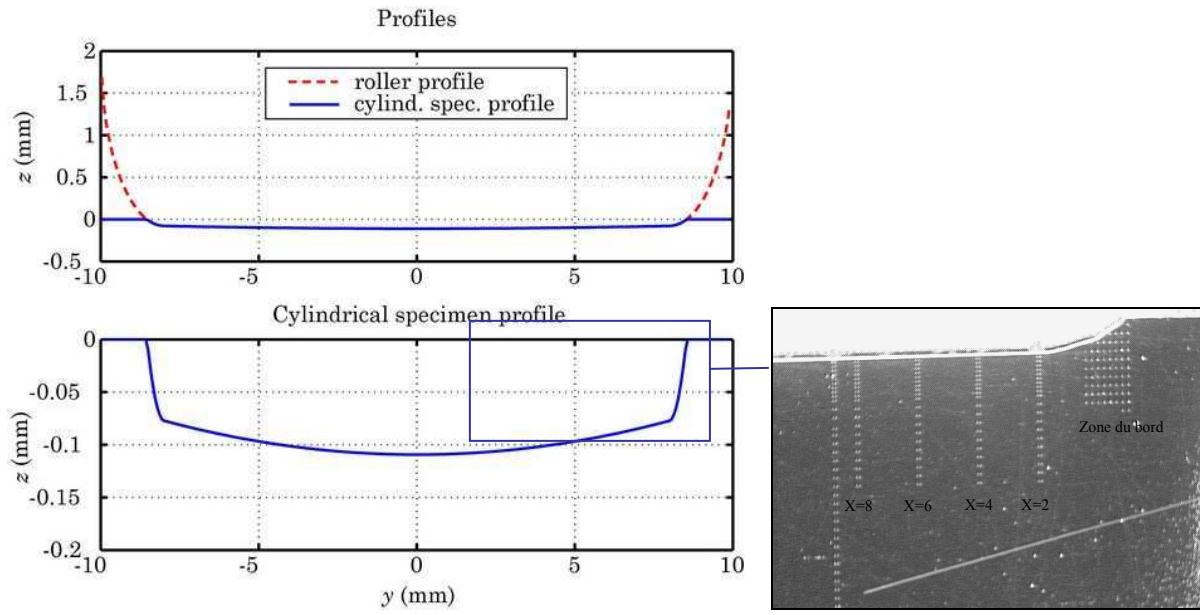 Profiles
2
1.5
1
0.5
0
-0.5
z (mm)
roller profile
cylind. spec. profile
-10 -5 0 5 10
Cylindrical specimen profile
0
-0.05
-0.1
-0.15
-0.2
z (mm)
-10 -5 0 5 10
y (mm)
Zone du bord
X=8 X=6 X=4 X=2